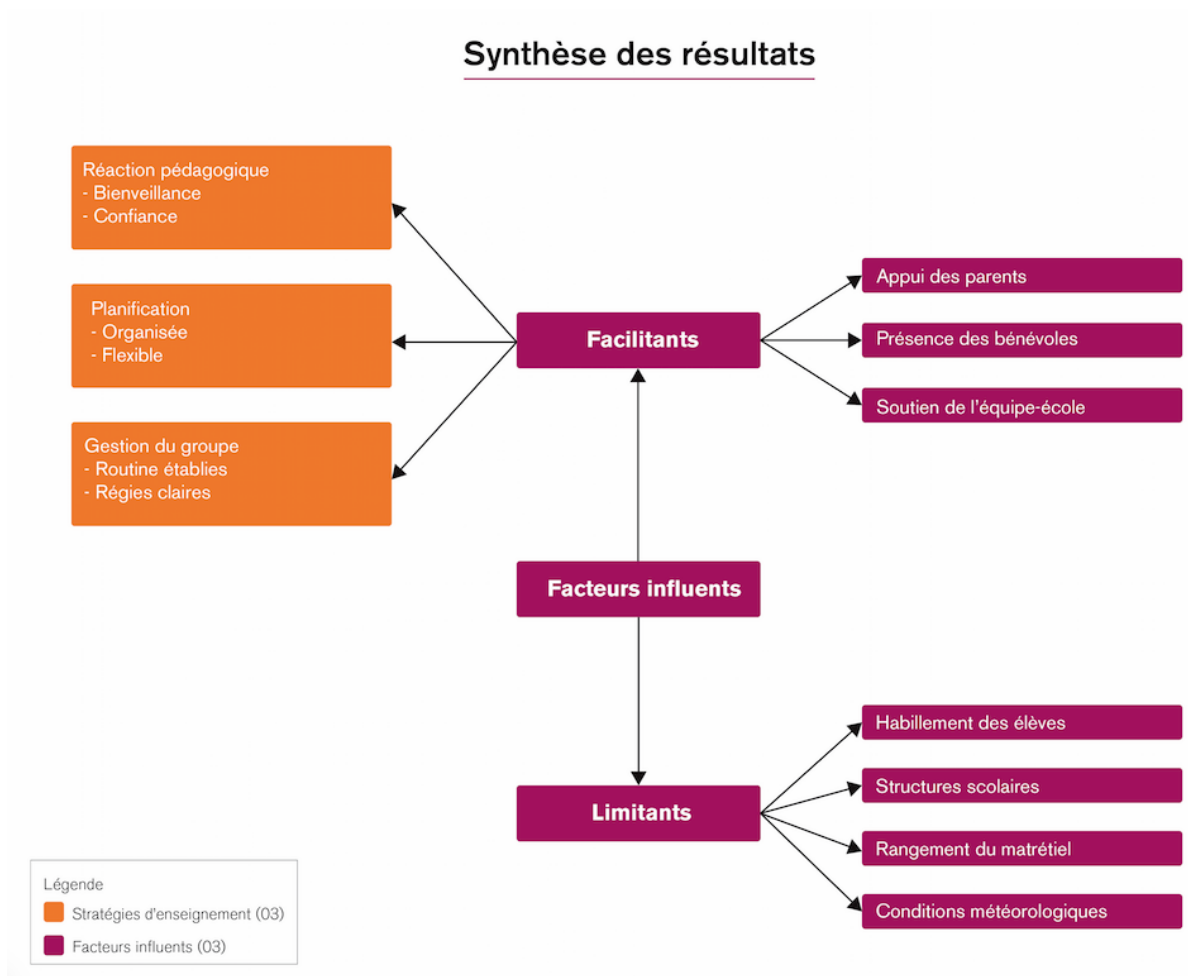 Synthèse des résultats
Réaction pédagogique
- Bienveillance
- Confiance
Planification
- Organisée
- Flexible
Gestion du groupe
- Routine établies
- Régies claires
Facilitants
Appui des parents
Présence des bénévoles
Soutien de l'équipe-école
Facteurs influents
Limitants
Habillement des élèves
Structures scolaires
Rangement du matrétiel
Conditions météorologiques
Légende
Stratégies d'enseignement (03)
Facteurs influents (03)